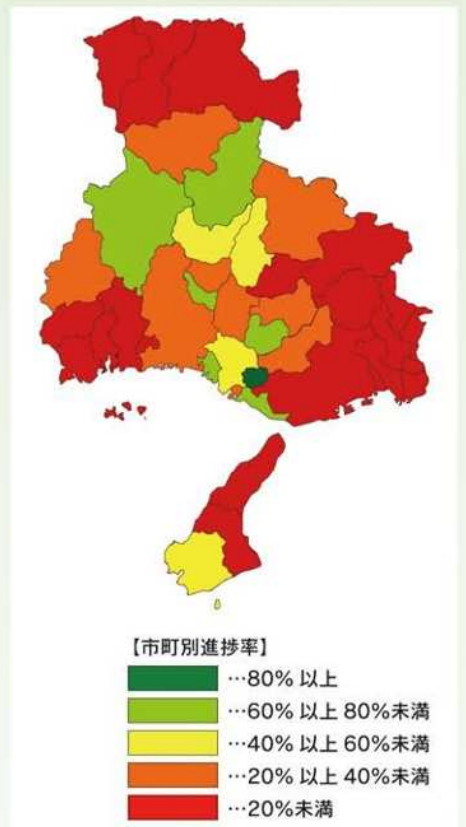 【市町別進捗率】
…80% 以上
…60% 以上 80%未満
…40% 以上 60%未満
…20% 以上 40%未満
…20%未満